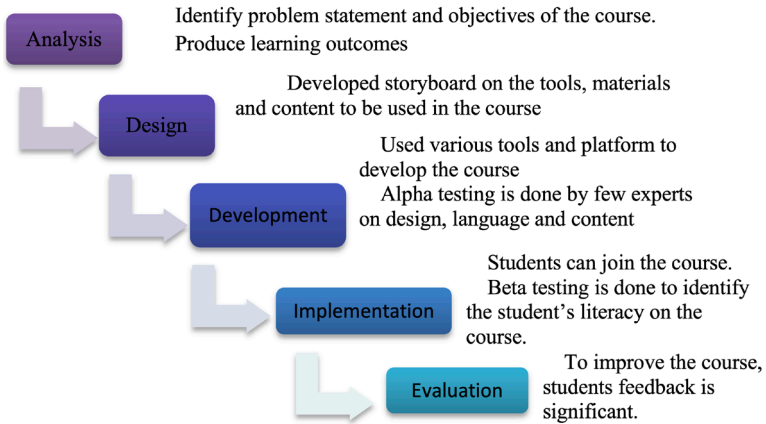 Analysis
Identify problem statement and objectives of the course.
Produce learning outcomes
Design
Developed storyboard on the tools, materials
and content to be used in the course
Development
Used various tools and platform to
develop the course
Alpha testing is done by few experts
on design, language and content
Implementation
Students can join the course.
Beta testing is done to identify
the student’s literacy on the
course.
Evaluation
To improve the course,
students feedback is
significant.